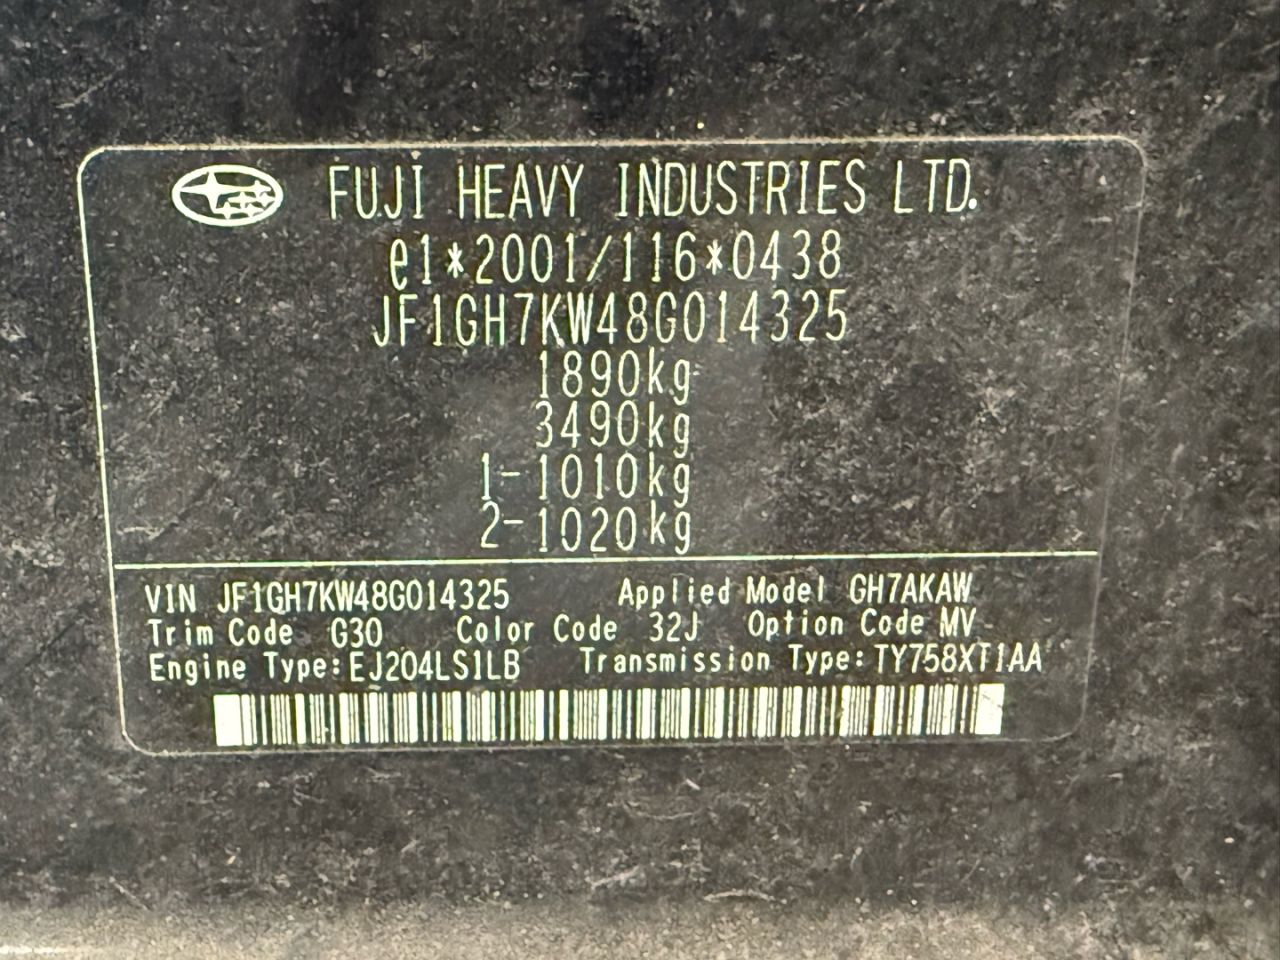 FUJI HEAVY INDUSTRIES LTD.
e1*2001/116*0438
JF1GH7KW48G014325
1890kg
3490kg
1-1010kg
2-1020kg
VIN JF1GH7KW48G014325 Applied Model GH7AKAW
Trim Code G30 Color Code 32J Option Code MV
Engine Type:EJ204LS1LB Transmission Type:TY758XT1AA